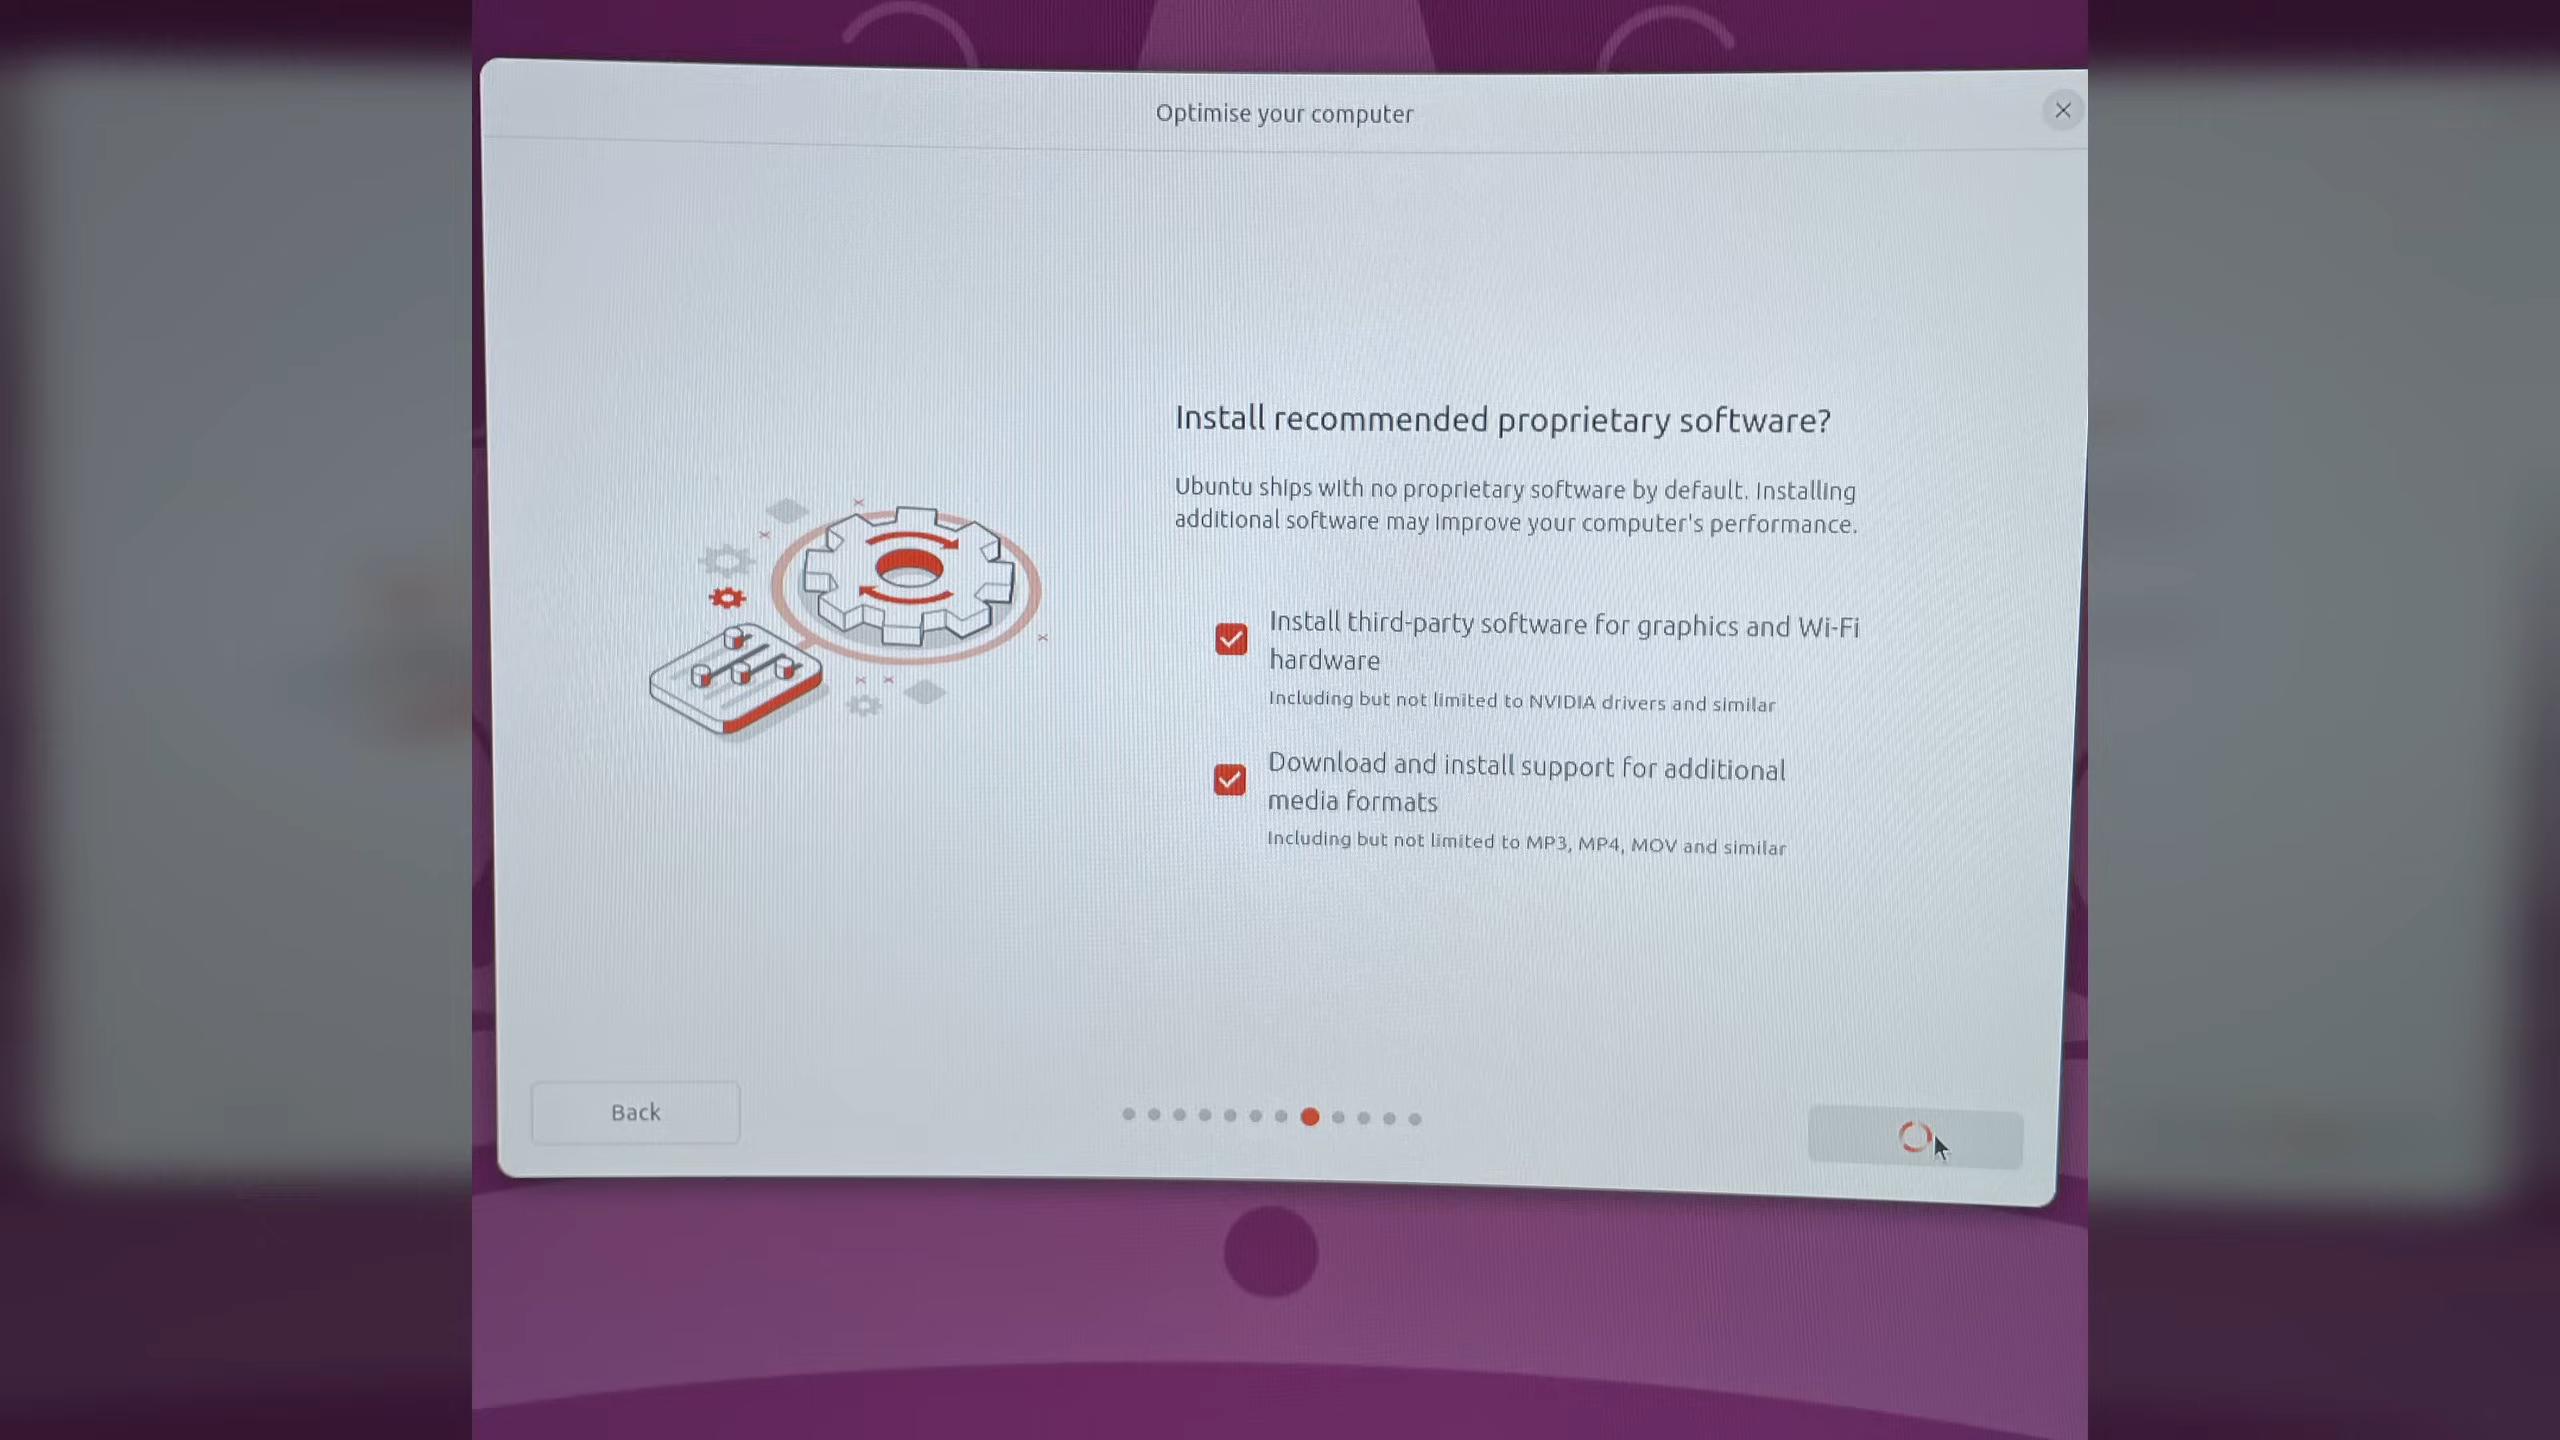 Optimise your computer
Install recommended proprietary software?
Ubuntu ships with no proprietary software by default. Installing
additional software may improve your computer's performance.
Install third-party software for graphics and Wi-Fi
hardware
Including but not limited to NVIDIA drivers and similar
Download and install support for additional
media formats
Including but not limited to MP3, MP4, MOV and similar
Back